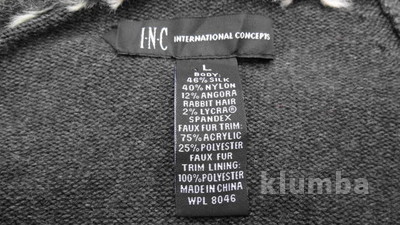 I·N·C INTERNATIONAL CONCEPTS
L
BODY:
46% SILK
40% NYLON
12% ANGORA
RABBIT HAIR
2% LYCRA®
SPANDEX
FAUX FUR TRIM:
75% ACRYLIC
25% POLYESTER
FAUX FUR
TRIM LINING:
100% POLYESTER
MADE IN CHINA
WPL 8046
klumba